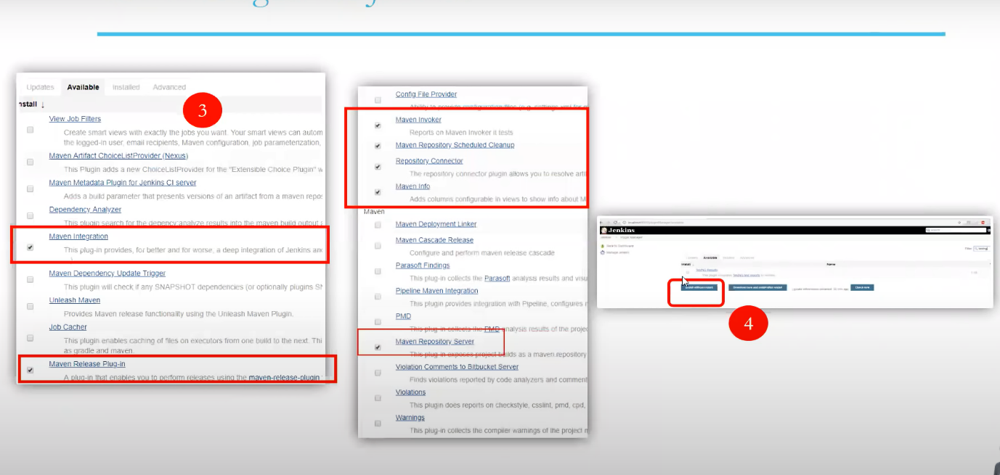 Updates Available Installed Advanced
nstall ↓
3
View Job Filters
Create smart views with exactly the jobs you want. Your smart views can autom
the logged-in user, email recipients, Maven configuration, job parameterization,
Maven Artifact ChoiceListProvider (Nexus)
This Plugin adds a new ChoiceListProvider for the "Extensible Choice Plugin" w
Maven Metadata Plugin for Jenkins CI server
Adds a build parameter that presents versions of an artifact from a maven repos
Dependency Analyzer
This plugin search for the depency:analyze results into the maven build output a
Maven Integration
This plug-in provides, for better and for worse, a deep integration of Jenkins and
Maven Dependency Update Trigger
This plugin will check if any SNAPSHOT dependencies (or optionally plugins SN
Unleash Maven
Provides Maven release functionality using the Unleash Maven Plugin.
Job Cacher
This plugin enables caching of files on executors from one build to the next. Thi
as gradle and maven.
Maven Release Plug-in
A plug-in that enables you to perform releases using the maven-release-plugin
Config File Provider
Ability to provide configuration files (e.g. settings.xml for m
Maven Invoker
Reports on Maven Invoker it tests
Maven Repository Scheduled Cleanup
Repository Connector
The repository connector plugin allows you to resolve arti
Maven Info
Adds columns configurable in views to show info about M
Maven
Maven Deployment Linker
Maven Cascade Release
Configure and perform maven release cascade
Parasoft Findings
This plug-in collects the Parasoft analysis results and visu
Pipeline Maven Integration
This plugin provides integration with Pipeline, configures m
PMD
This plug-in collects the PMD analysis results of the projec
Maven Repository Server
This plug-in exposes project builds as a maven repository
Violation Comments to Bitbucket Server
Finds violations reported by code analyzers and comment
Violations
This plugin does reports on checkstyle, csslint, pmd, cpd,
Warnings
This plug-in collects the compiler warnings of the project m
Jenkins
Available
Name
4